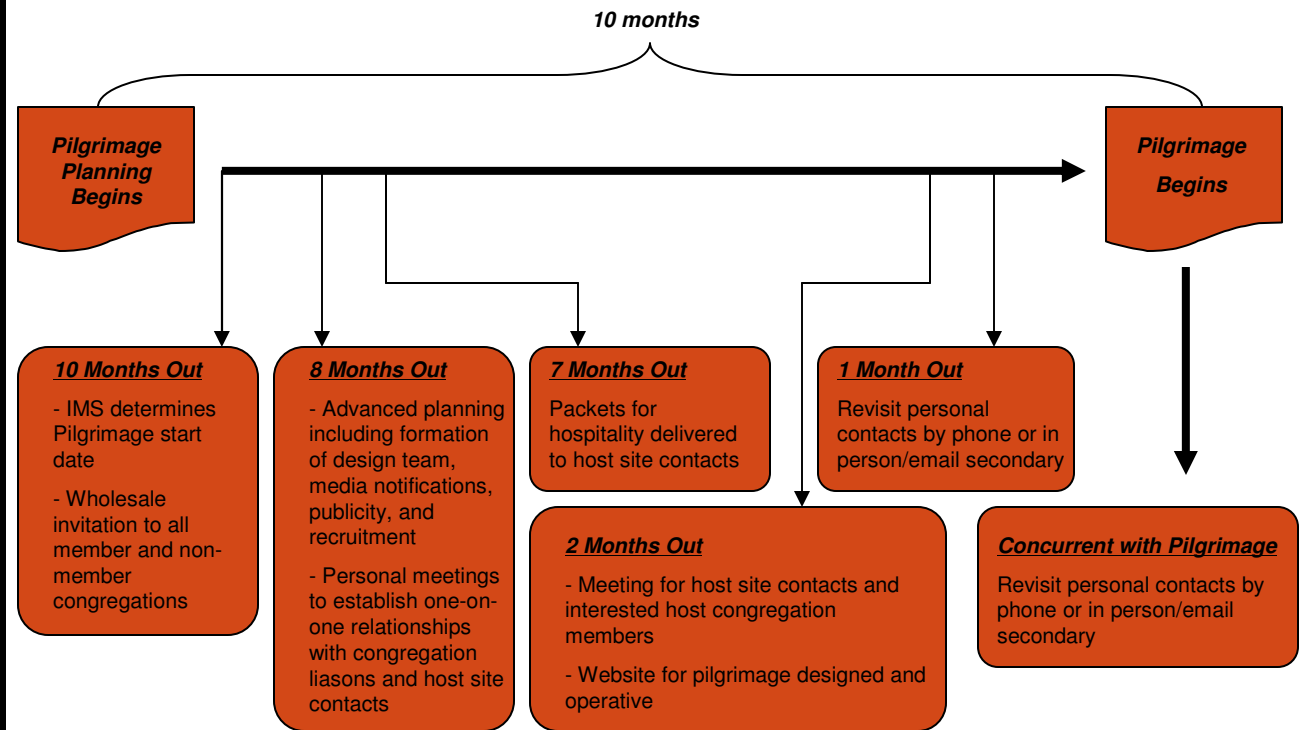 10 months
Pilgrimage
Planning
Begins
Pilgrimage
Begins
10 Months Out
- IMS determines
Pilgrimage start
date
- Wholesale
invitation to all
member and non-
member
congregations
8 Months Out
- Advanced planning
including formation
of design team,
media notifications,
publicity, and
recruitment
- Personal meetings
to establish one-on-
one relationships
with congregation
liasons and host site
contacts
7 Months Out
Packets for
hospitality delivered
to host site contacts
2 Months Out
- Meeting for host site contacts and
interested host congregation
members
- Website for pilgrimage designed and
operative
1 Month Out
Revisit personal
contacts by phone or in
person/email secondary
Concurrent with Pilgrimage
Revisit personal contacts by
phone or in person/email
secondary